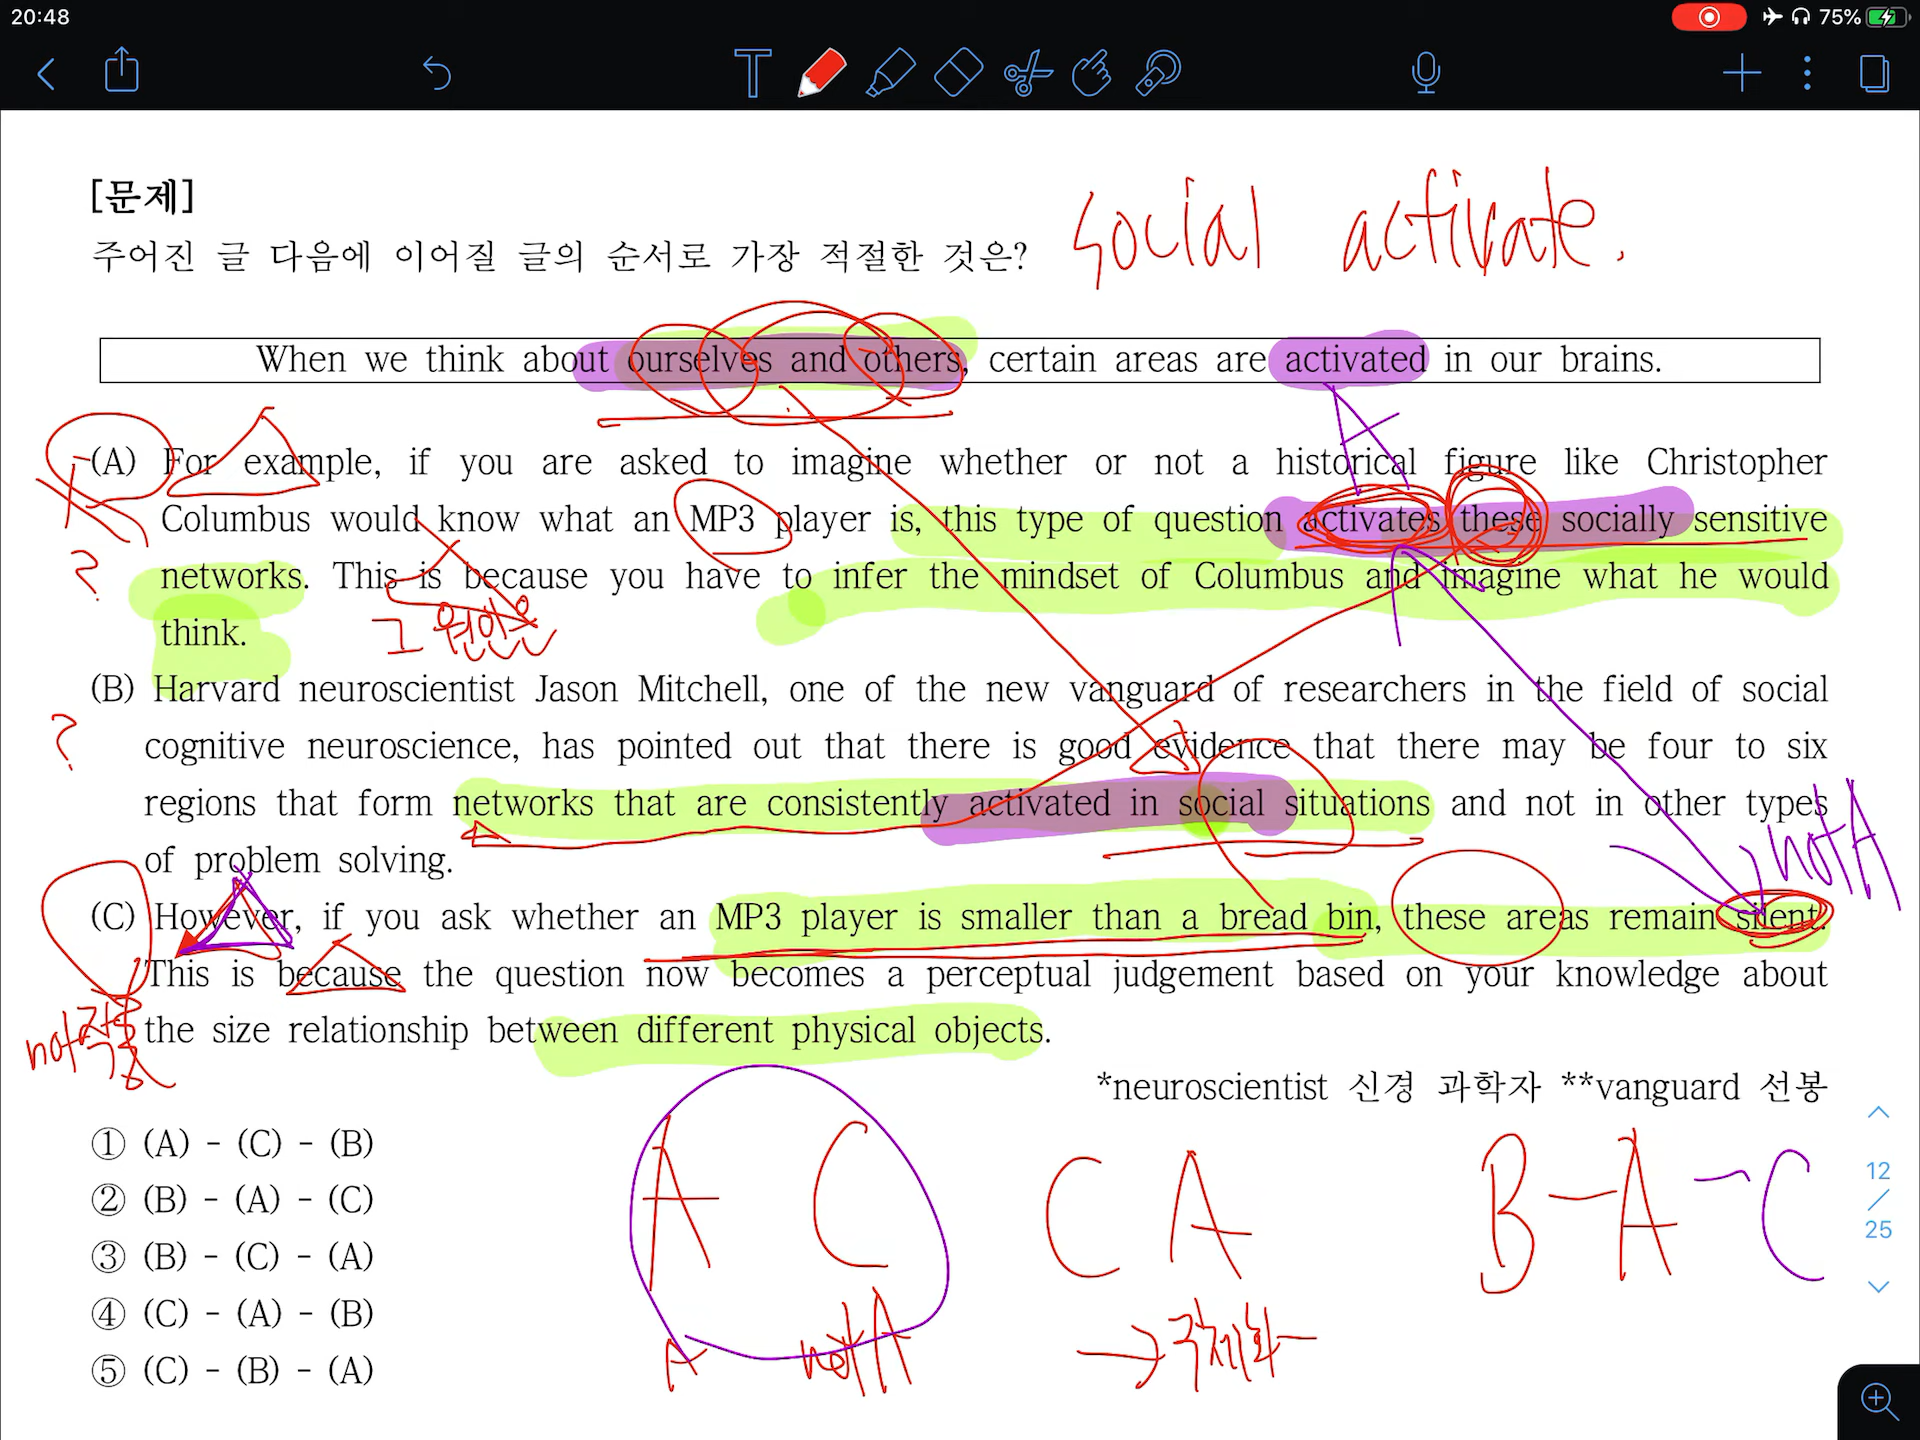 20:48
75%
[문제]
social activate.
주어진 글 다음에 이어질 글의 순서로 가장 적절한 것은?
When we think about ourselves and others, certain areas are activated in our brains.
A
(A) For example, if you are asked to imagine whether or not a historical figure like Christopher
Columbus would know what an MP3 player is, this type of question activates these socially sensitive
?
networks. This is because you have to infer the mindset of Columbus and imagine what he would
think.
그 원인은
(B) Harvard neuroscientist Jason Mitchell, one of the new vanguard of researchers in the field of social
?
cognitive neuroscience, has pointed out that there is good evidence that there may be four to six
regions that form networks that are consistently activated in social situations and not in other types
of problem solving.
not A
(C) However, if you ask whether an MP3 player is smaller than a bread bin, these areas remain silent.
This is because the question now becomes a perceptual judgement based on your knowledge about
not
the size relationship between different physical objects.
*neuroscientist 신경 과학자 **vanguard 선봉
① (A) - (C) - (B)
② (B) - (A) - (C)
③ (B) - (C) - (A)
④ (C) - (A) - (B)
⑤ (C) - (B) - (A)
A C
C A
B - A - C
A not A
→
12
/
25